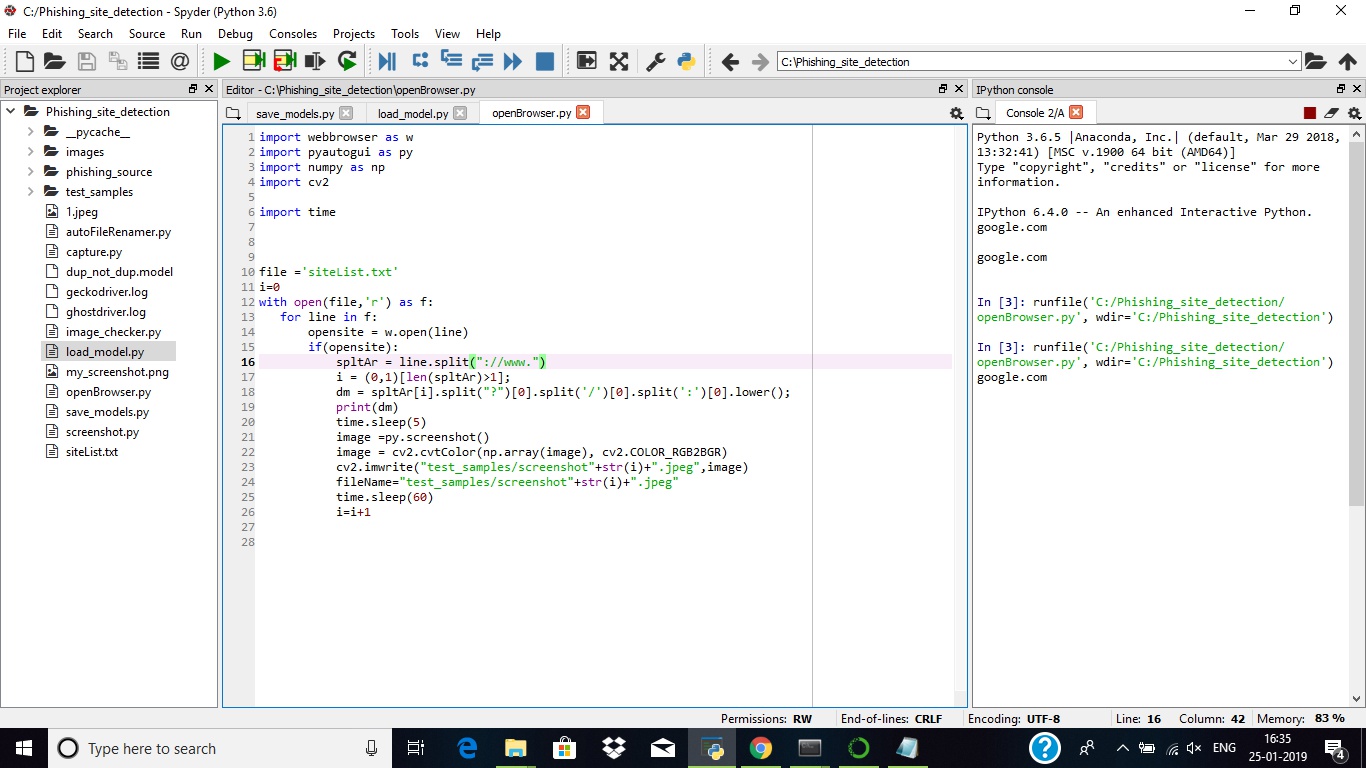 C:/Phishing_site_detection - Spyder (Python 3.6)
File Edit Search Source Run Debug Consoles Projects Tools View Help
C:\Phishing_site_detection
Project explorer
Phishing_site_detection
__pycache__
images
phishing_source
test_samples
1.jpeg
autoFileRenamer.py
capture.py
dup_not_dup.model
geckodriver.log
ghostdriver.log
image_checker.py
load_model.py
my_screenshot.png
openBrowser.py
save_models.py
screenshot.py
siteList.txt
Editor - C:\Phishing_site_detection\openBrowser.py
save_models.py load_model.py openBrowser.py
1 import webbrowser as w
2 import pyautogui as py
3 import numpy as np
4 import cv2
5
6 import time
7
8
9
10 file ='siteList.txt'
11 i=0
12 with open(file,'r') as f:
13    for line in f:
14        opensite = w.open(line)
15        if(opensite):
16            spltAr = line.split("://www.")
17            i = (0,1)[len(spltAr)>1];
18            dm = spltAr[i].split("?")[0].split('/')[0].split(':')[0].lower();
19            print(dm)
20            time.sleep(5)
21            image =py.screenshot()
22            image = cv2.cvtColor(np.array(image), cv2.COLOR_RGB2BGR)
23            cv2.imwrite("test_samples/screenshot"+str(i)+".jpeg",image)
24            fileName="test_samples/screenshot"+str(i)+".jpeg"
25            time.sleep(60)
26            i=i+1
27
28
IPython console
Console 2/A
Python 3.6.5 |Anaconda, Inc.| (default, Mar 29 2018,
13:32:41) [MSC v.1900 64 bit (AMD64)]
Type "copyright", "credits" or "license" for more
information.
IPython 6.4.0 -- An enhanced Interactive Python.
google.com
google.com
In [3]: runfile('C:/Phishing_site_detection/
openBrowser.py', wdir='C:/Phishing_site_detection')
In [3]: runfile('C:/Phishing_site_detection/
openBrowser.py', wdir='C:/Phishing_site_detection')
google.com
Permissions: RW End-of-lines: CRLF Encoding: UTF-8 Line: 16 Column: 42 Memory: 83 %
Type here to search
ENG
16:35
25-01-2019
4